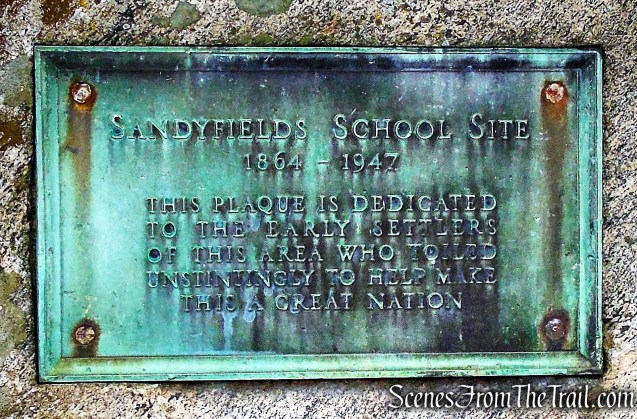 SANDYFIELDS SCHOOL SITE
1864 - 1947
THIS PLAQUE IS DEDICATED
TO THE EARLY SETTLERS
OF THIS AREA WHO TOILED
UNSTINTINGLY TO HELP MAKE
THIS A GREAT NATION
ScenesFromTheTrail.com